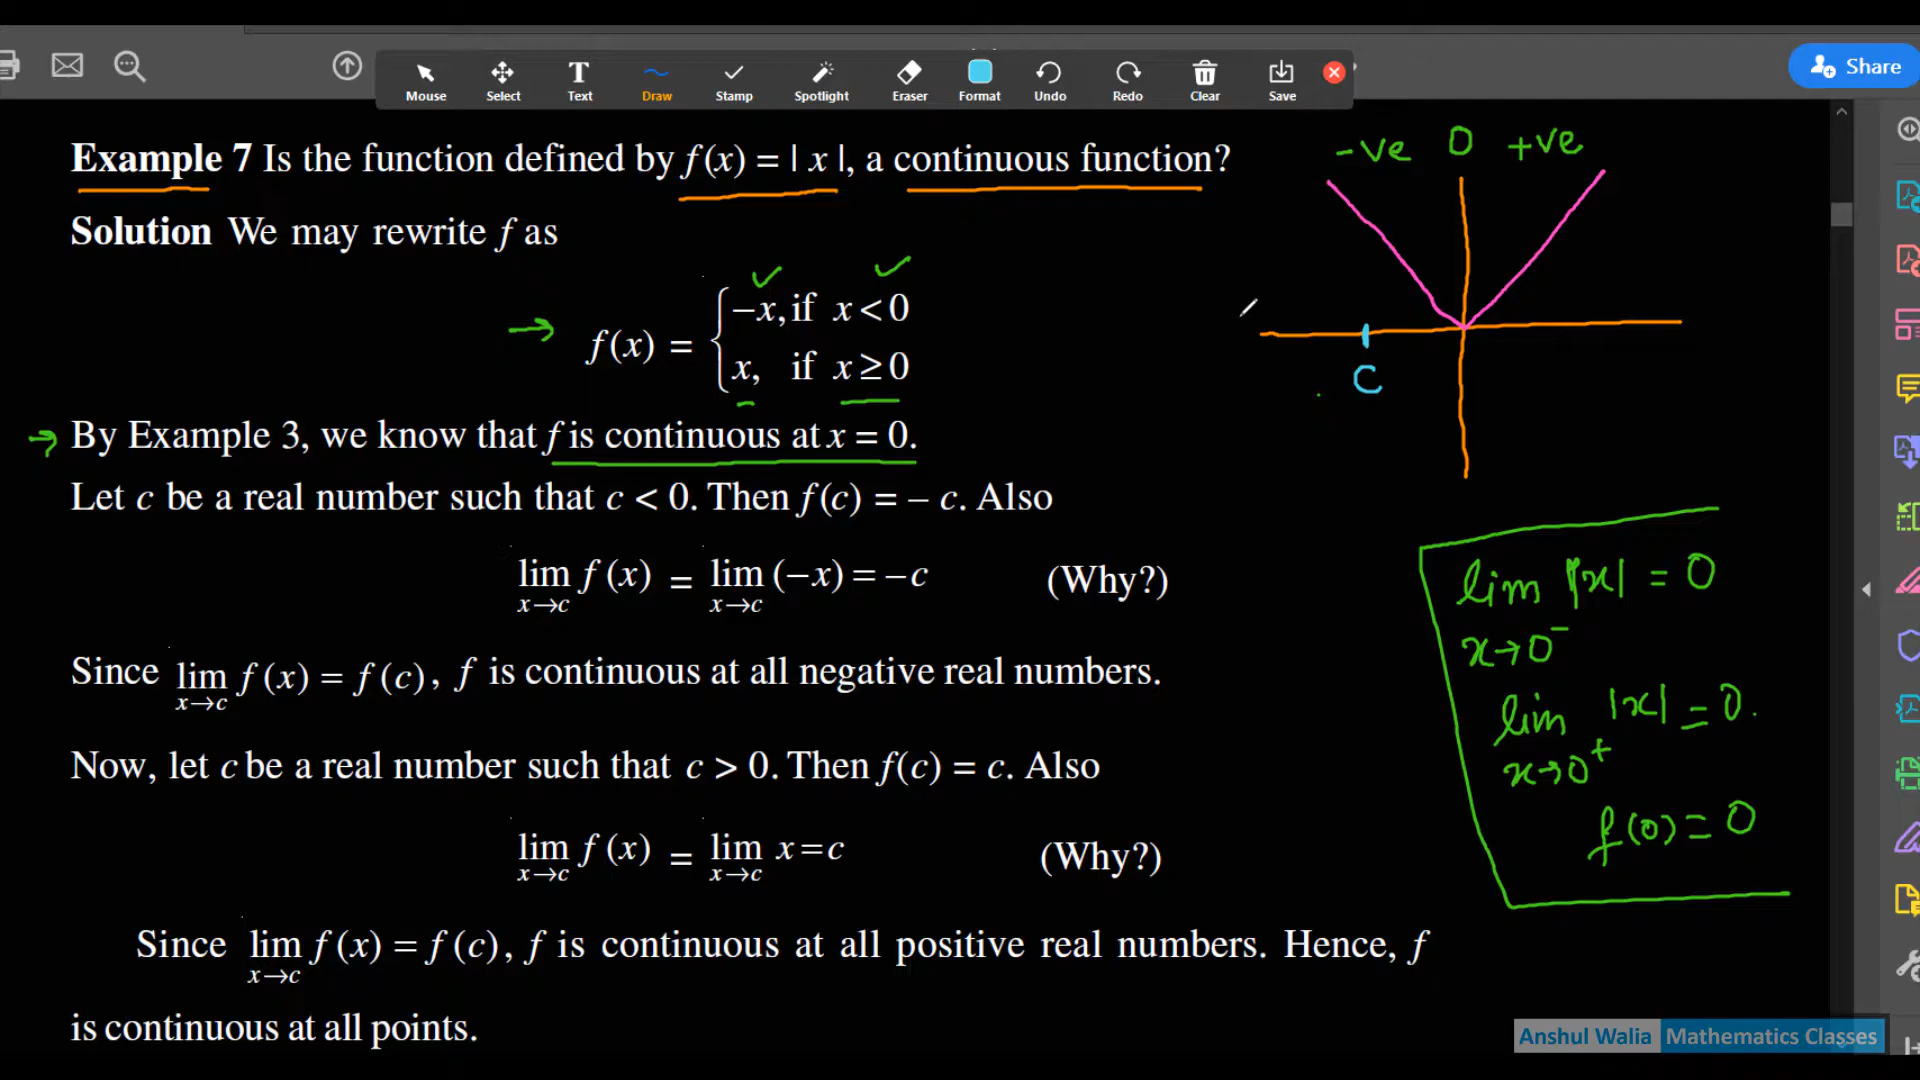 Share
Mouse Select Text Draw Stamp Spotlight Eraser Format Undo Redo Clear Save
Example 7 Is the function defined by f(x) = | x |, a continuous function?
-ve 0 +ve
Solution We may rewrite f as
f(x) = { −x, if x < 0
x, if x ≥ 0
C
By Example 3, we know that f is continuous at x = 0.
Let c be a real number such that c < 0. Then f(c) = – c. Also
lim x→c f(x) = lim x→c (−x) = −c (Why?)
Since lim x→c f(x) = f(c), f is continuous at all negative real numbers.
Now, let c be a real number such that c > 0. Then f(c) = c. Also
lim x→c f(x) = lim x→c x = c (Why?)
Since lim x→c f(x) = f(c), f is continuous at all positive real numbers. Hence, f
is continuous at all points.
lim |x| = 0
x→0⁻
lim |x| = 0.
x→0⁺
f(0) = 0
Anshul Walia Mathematics Classes